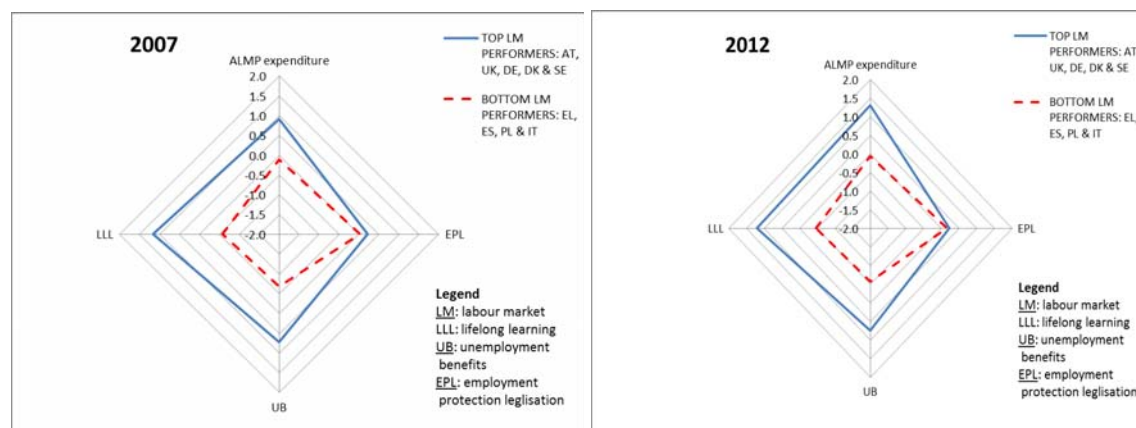 2007
TOP LM
PERFORMERS: AT,
UK, DE, DK & SE
BOTTOM LM
PERFORMERS: EL,
ES, PL & IT
ALMP expenditure
2.0
1.5
1.0
0.5
0.0
-0.5
-1.0
-1.5
-2.0
LLL
EPL
UB
Legend
LM: labour market
LLL: lifelong learning
UB: unemployment
benefits
EPL: employment
protection leglisation
2012
TOP LM
PERFORMERS: AT
UK, DE, DK & SE
BOTTOM LM
PERFORMERS: EL,
ES, PL & IT
ALMP expenditure
2.0
1.5
1.0
0.5
0.0
-0.5
-1.0
-1.5
-2.0
LLL
EPL
UB
Legend
LM: labour market
LLL: lifelong learning
UB: unemployment
benefits
EPL: employment
protection leglisation